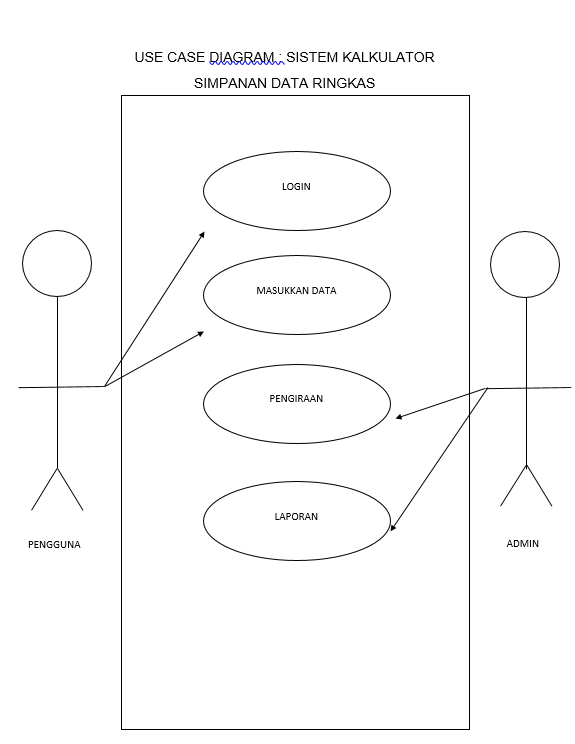 USE CASE DIAGRAM : SISTEM KALKULATOR
SIMPANAN DATA RINGKAS
LOGIN
MASUKKAN DATA
PENGIRAAN
LAPORAN
PENGGUNA
ADMIN